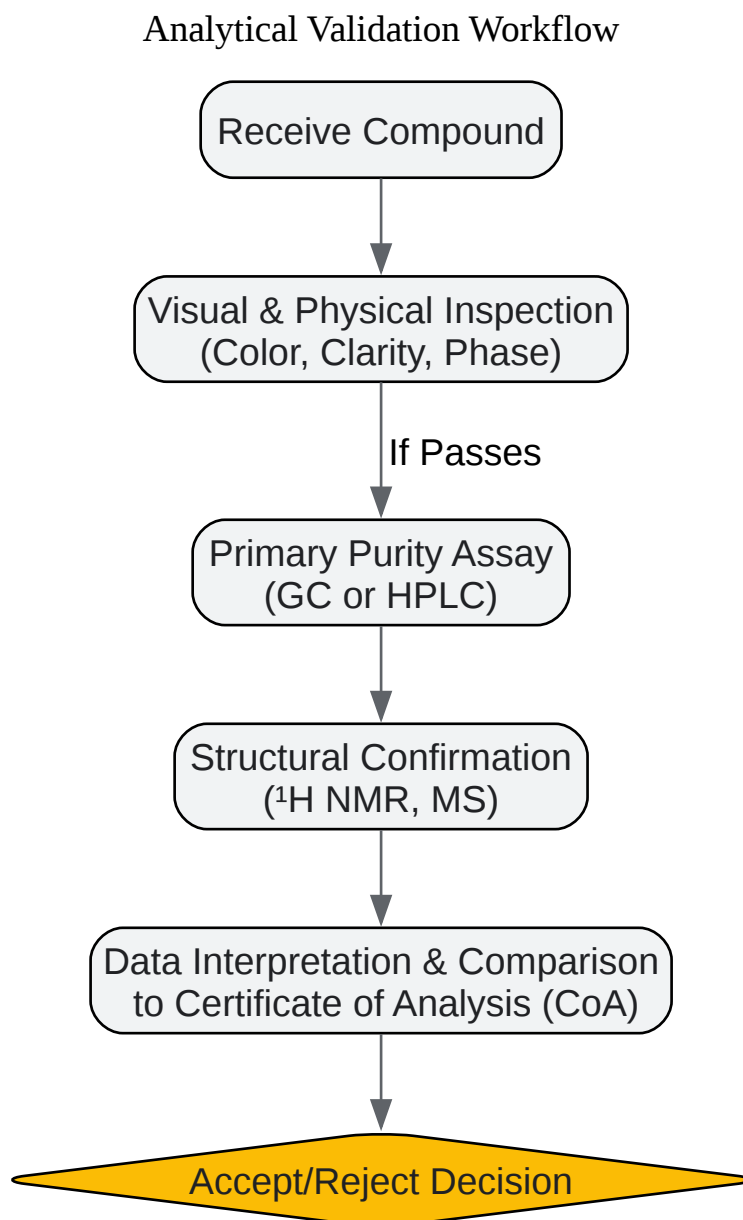 Analytical Validation Workflow
Receive Compound
Visual & Physical Inspection
(Color, Clarity, Phase)
If Passes
Primary Purity Assay
(GC or HPLC)
Structural Confirmation
(¹H NMR, MS)
Data Interpretation & Comparison
to Certificate of Analysis (CoA)
Accept/Reject Decision